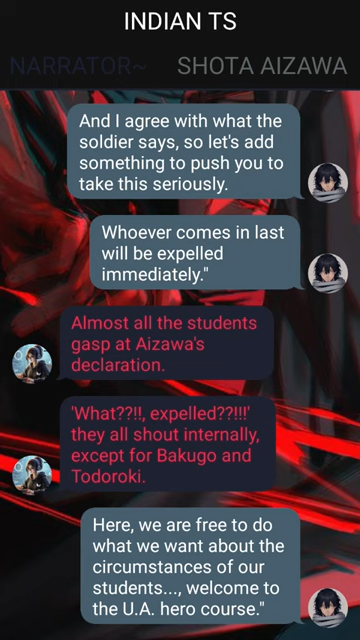 INDIAN TS
NARRATOR~ SHOTA AIZAWA
And I agree with what the
soldier says, so let's add
something to push you to
take this seriously.
Whoever comes in last
will be expelled
immediately."
Almost all the students
gasp at Aizawa's
declaration.
'What??!!, expelled??!!!'
they all shout internally,
except for Bakugo and
Todoroki.
Here, we are free to do
what we want about the
circumstances of our
students..., welcome to
the U.A. hero course."